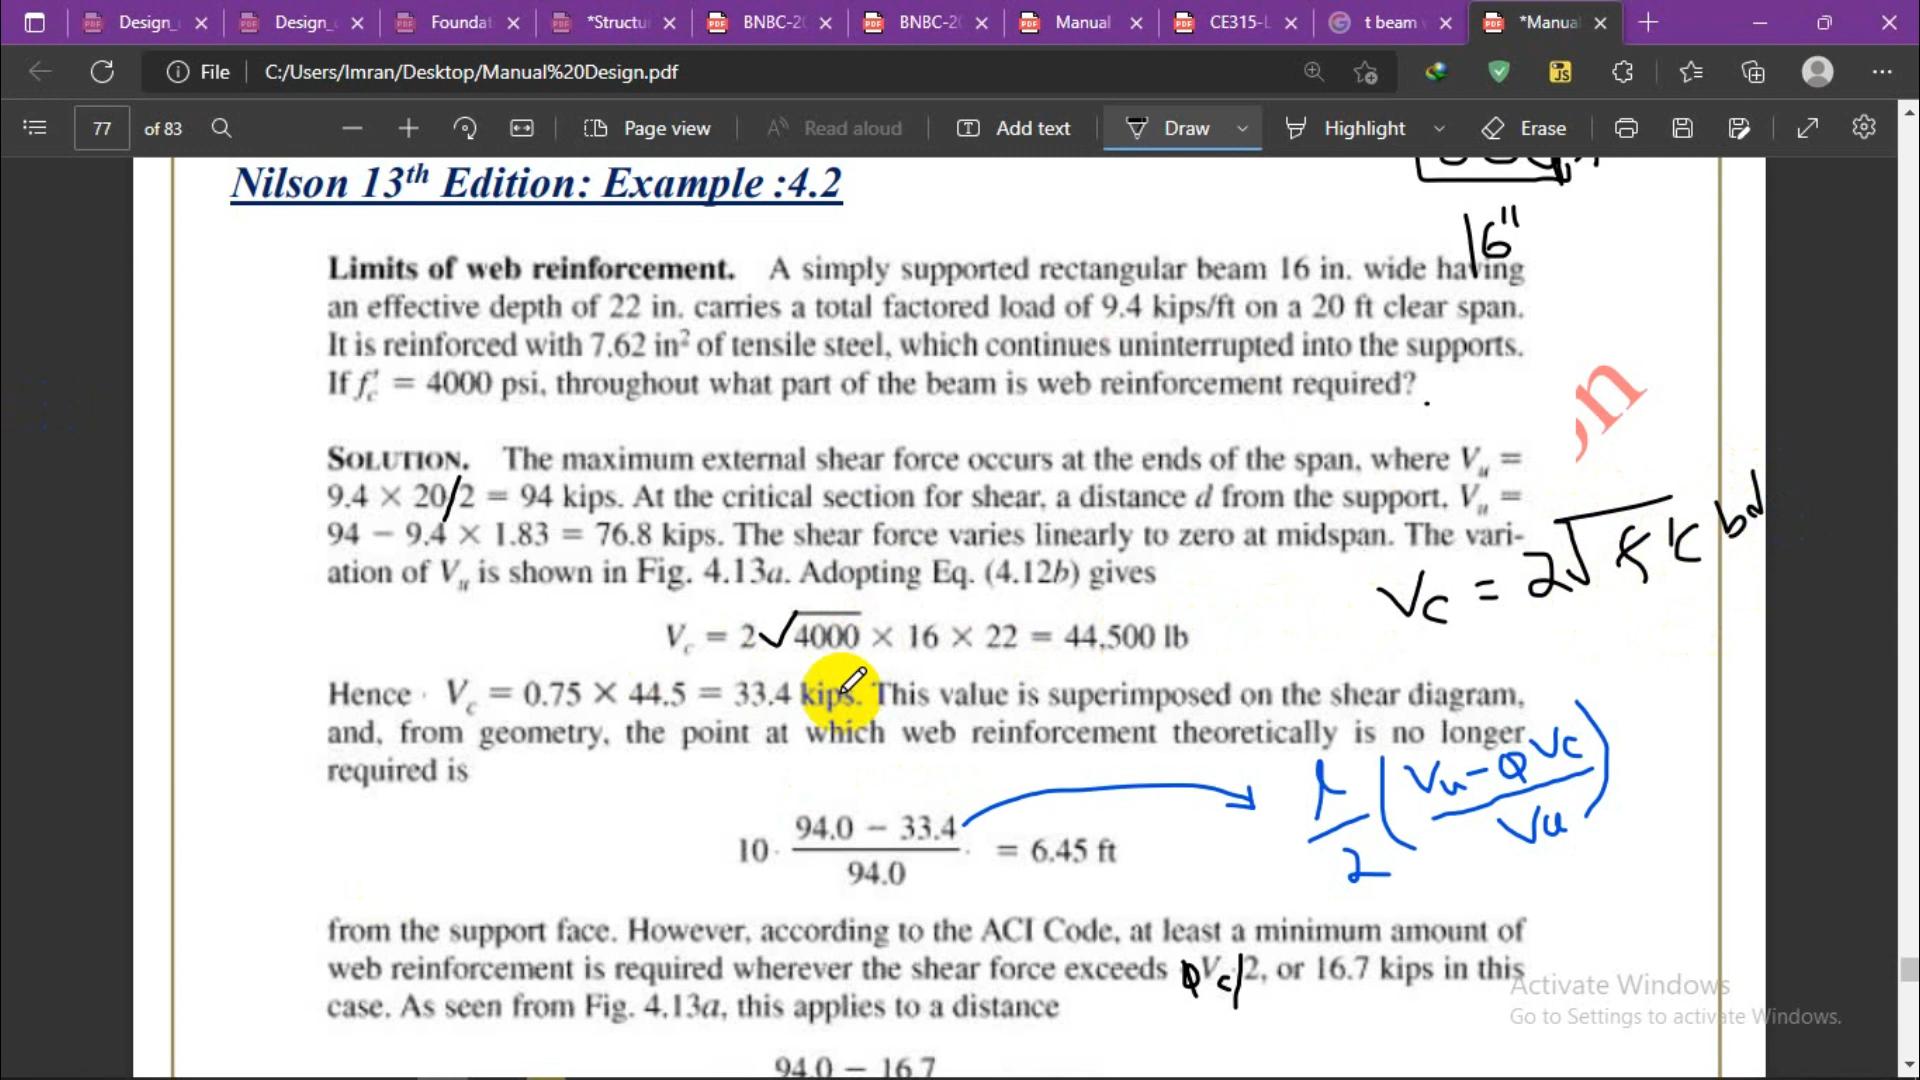 Design_
Design_
Founda
*Structu
BNBC-2
BNBC-2
Manual
CE315-L
t beam
*Manua
File
C:/Users/Imran/Desktop/Manual%20Design.pdf
77
of 83
Page view
Read aloud
Add text
Draw
Highlight
Erase
Nilson 13th Edition: Example :4.2
16"
Limits of web reinforcement. A simply supported rectangular beam 16 in. wide having
an effective depth of 22 in. carries a total factored load of 9.4 kips/ft on a 20 ft clear span.
It is reinforced with 7.62 in² of tensile steel, which continues uninterrupted into the supports.
If f′c = 4000 psi, throughout what part of the beam is web reinforcement required?
on
SOLUTION. The maximum external shear force occurs at the ends of the span, where Vu =
9.4 × 20/2 = 94 kips. At the critical section for shear, a distance d from the support, Vu =
94 − 9.4 × 1.83 = 76.8 kips. The shear force varies linearly to zero at midspan. The vari-
ation of Vu is shown in Fig. 4.13a. Adopting Eq. (4.12b) gives
Vc = 2√
bd
Vc = 2√4000 × 16 × 22 = 44,500 lb
Hence Vc = 0.75 × 44.5 = 33.4 kips. This value is superimposed on the shear diagram,
and, from geometry, the point at which web reinforcement theoretically is no longer
required is
10 (94.0 − 33.4)/94.0 = 6.45 ft
l/2 ((Vu − φVc)/Vu)
from the support face. However, according to the ACI Code, at least a minimum amount of
web reinforcement is required wherever the shear force exceeds φVc/2, or 16.7 kips in this
case. As seen from Fig. 4.13a, this applies to a distance
94.0 − 16.7
Activate Windows
Go to Settings to activate Windows.